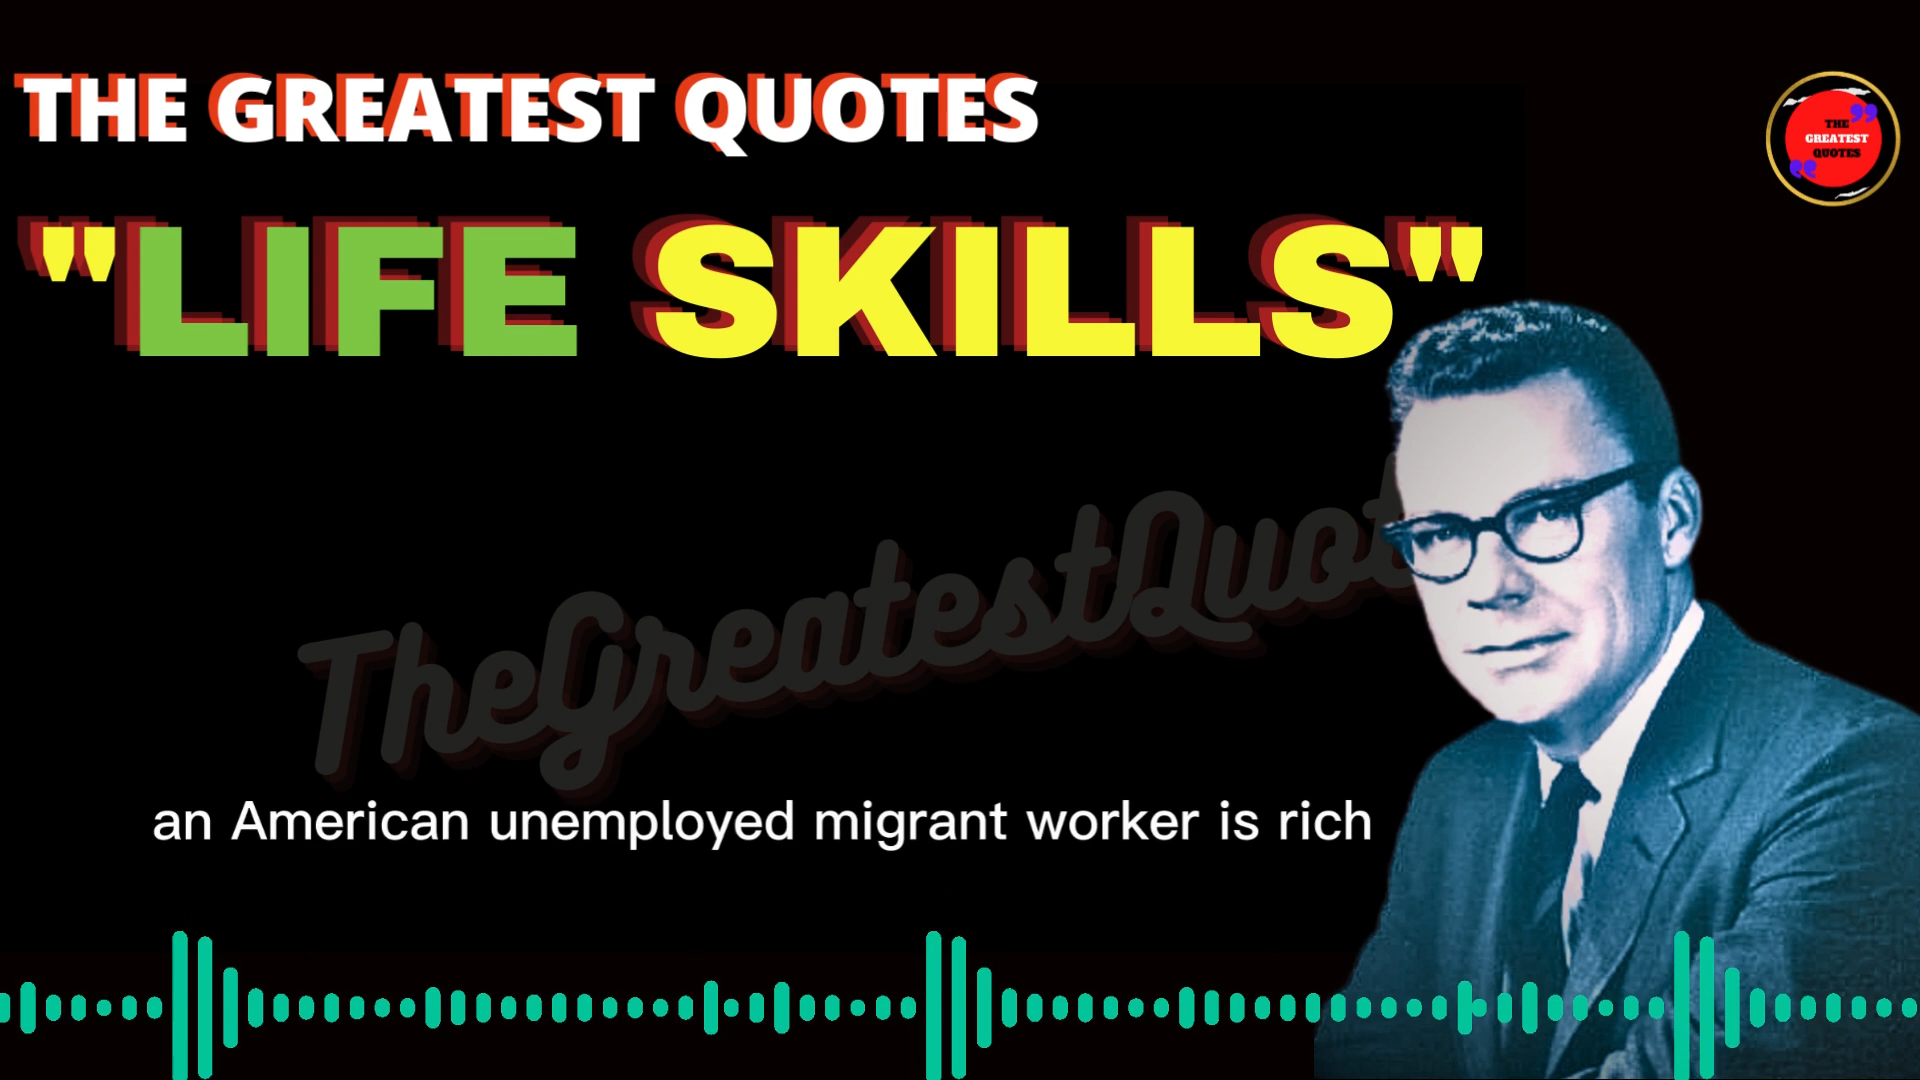 THE GREATEST QUOTES
"LIFE SKILLS"
THE
GREATEST
QUOTES
TheGreatestQuot
an American unemployed migrant worker is rich